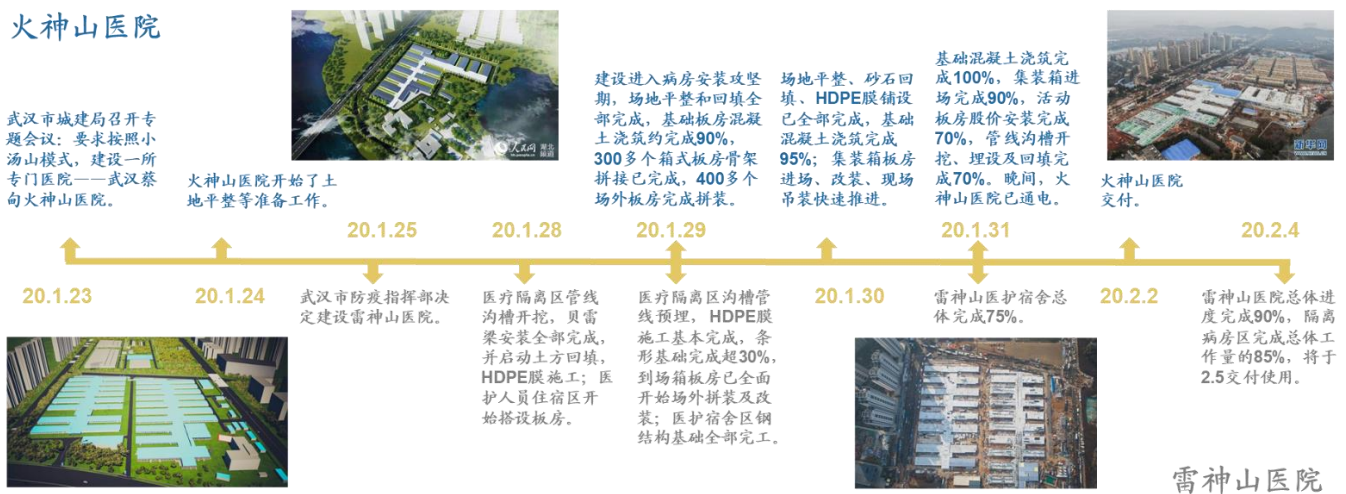 火神山医院
武汉市城建局召开专
题会议：要求按照小
汤山模式，建设一所
专门医院——武汉蔡
甸火神山医院。
火神山医院开始了土
地平整等准备工作。
人民网 湖北频道
建设进入病房安装攻坚
期，场地平整和回填全
部完成，基础板房混凝
土浇筑约完成90%，
300多个箱式板房骨架
拼接已完成，400多个
场外板房完成拼装。
场地平整、砂石回
填、HDPE膜铺设
已全部完成，基础
混凝土浇筑完成
95%；集装箱板房
进场、改装、现场
吊装快速推进。
基础混凝土浇筑完
成100%，集装箱进
场完成90%，活动
板房股价安装完成
70%，管线沟槽开
挖、埋设及回填完
成70%。晚间，火
神山医院已通电。
新华网
火神山医院
交付。
20.1.25
20.1.28
20.1.29
20.1.31
20.2.4
20.1.23
20.1.24
20.1.30
20.2.2
武汉市防疫指挥部决
定建设雷神山医院。
医疗隔离区管线
沟槽开挖，贝雷
梁安装全部完成，
并启动土方回填，
HDPE膜施工；医
护人员住宿区开
始搭设板房。
医疗隔离区沟槽管
线预埋，HDPE膜
施工基本完成，条
形基础完成超30%，
到场箱板房已全面
开始场外拼装及改
装；医护宿舍区钢
结构基础全部完工。
雷神山医护宿舍总
体完成75%。
雷神山医院总体进
度完成90%，隔离
病房区完成总体工
作量的85%，将于
2.5交付使用。
雷神山医院